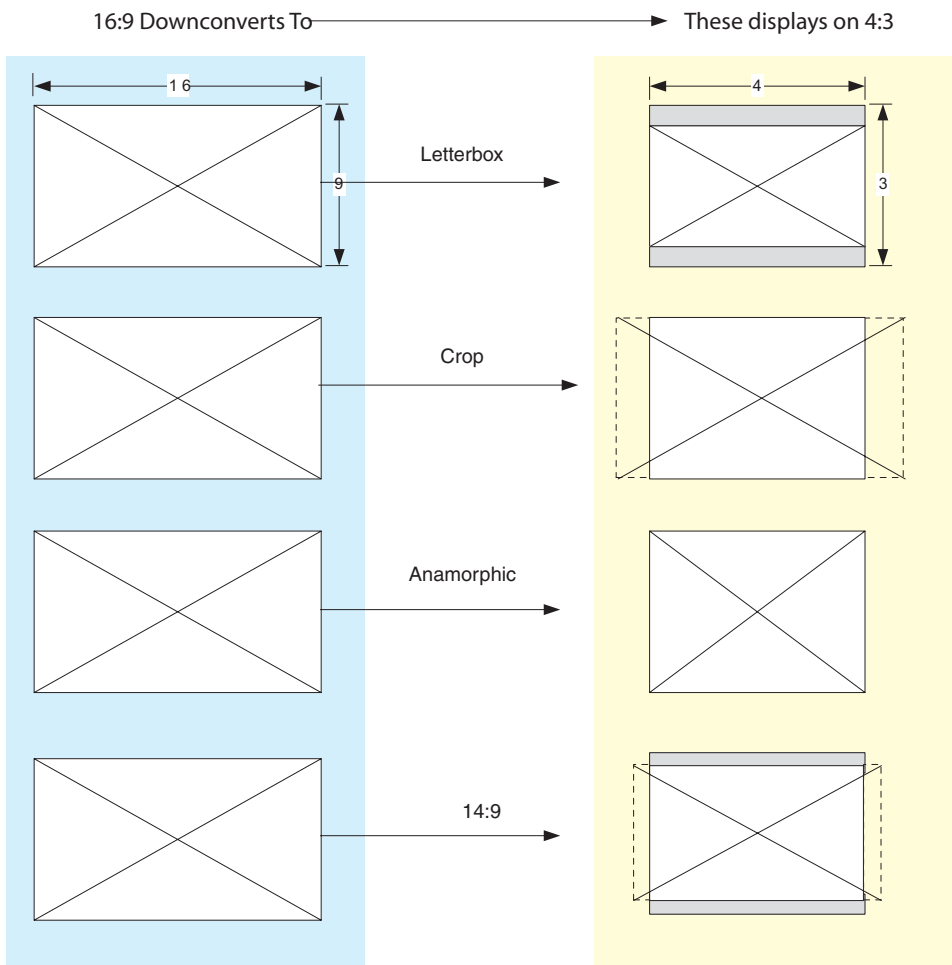 16:9 Downconverts To These displays on 4:3
16 4
9 3
Letterbox
Crop
Anamorphic
14:9